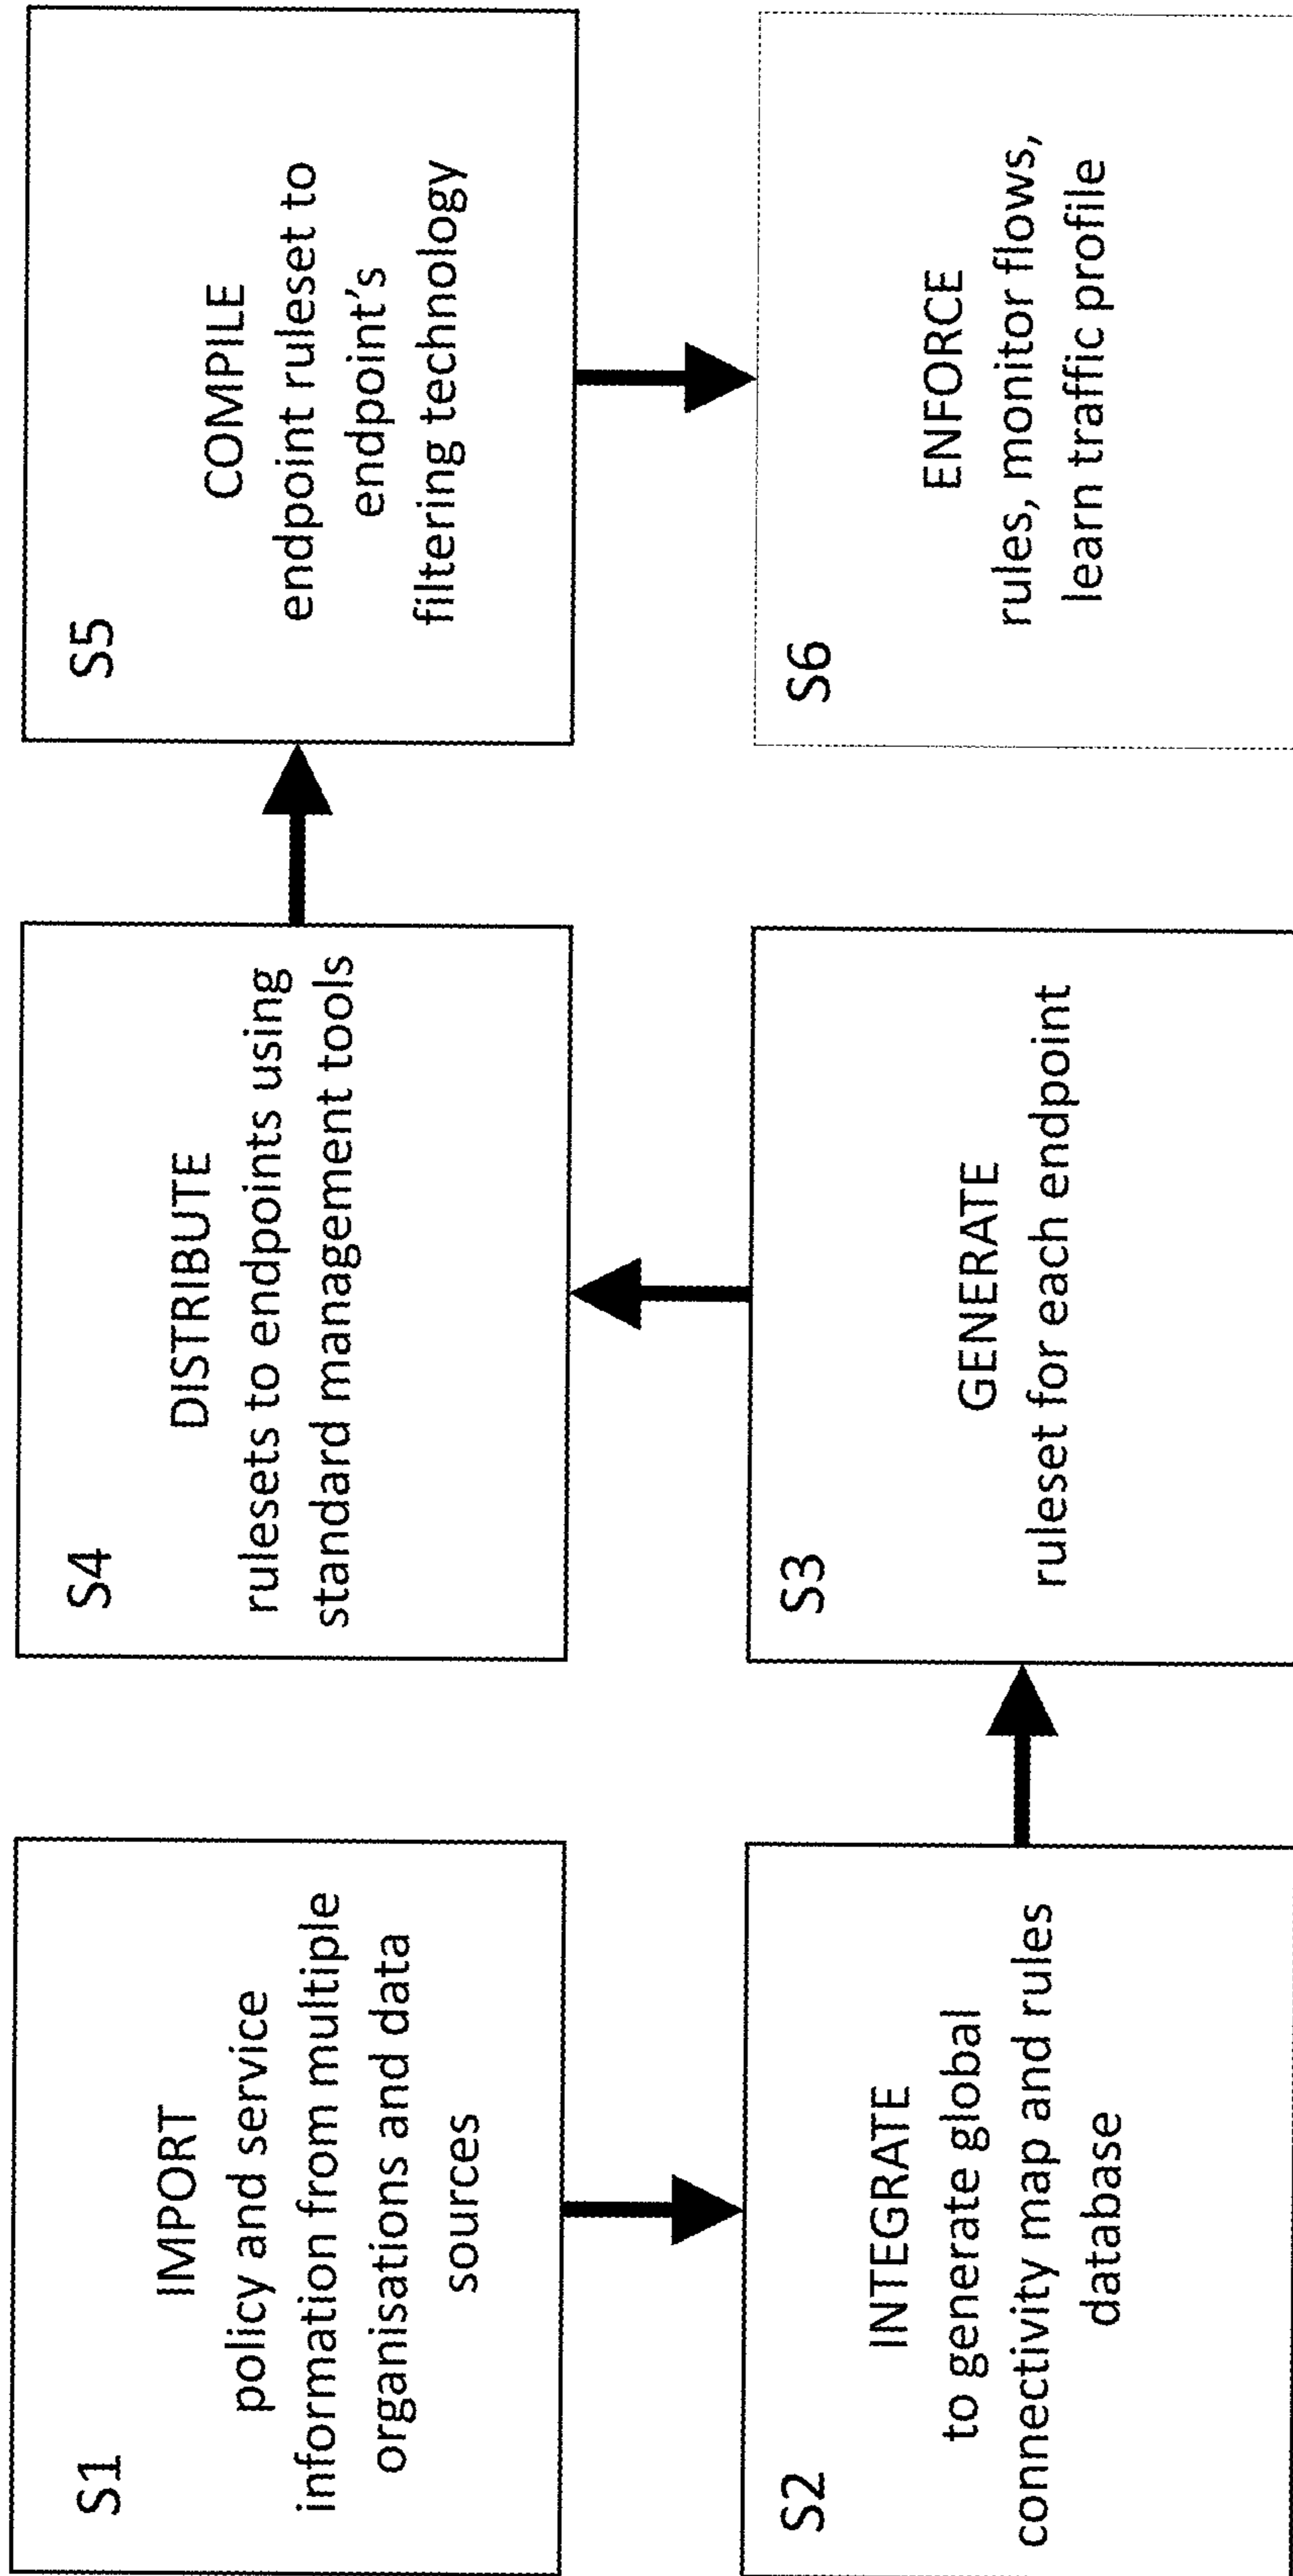 S1
IMPORT
policy and service
information from multiple
organisations and data
sources
S2
INTEGRATE
to generate global
connectivity map and rules
database
S3
GENERATE
ruleset for each endpoint
S4
DISTRIBUTE
rulesets to endpoints using
standard management tools
S5
COMPILE
endpoint ruleset to
endpoint's
filtering technology
S6
ENFORCE
rules, monitor flows,
learn traffic profile